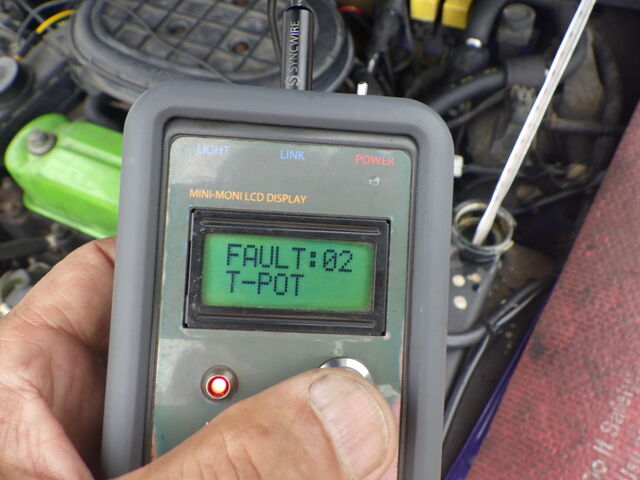 SYNCWIRE
LIGHT LINK POWER
MINI-MONI LCD DISPLAY
FAULT:02
T-POT